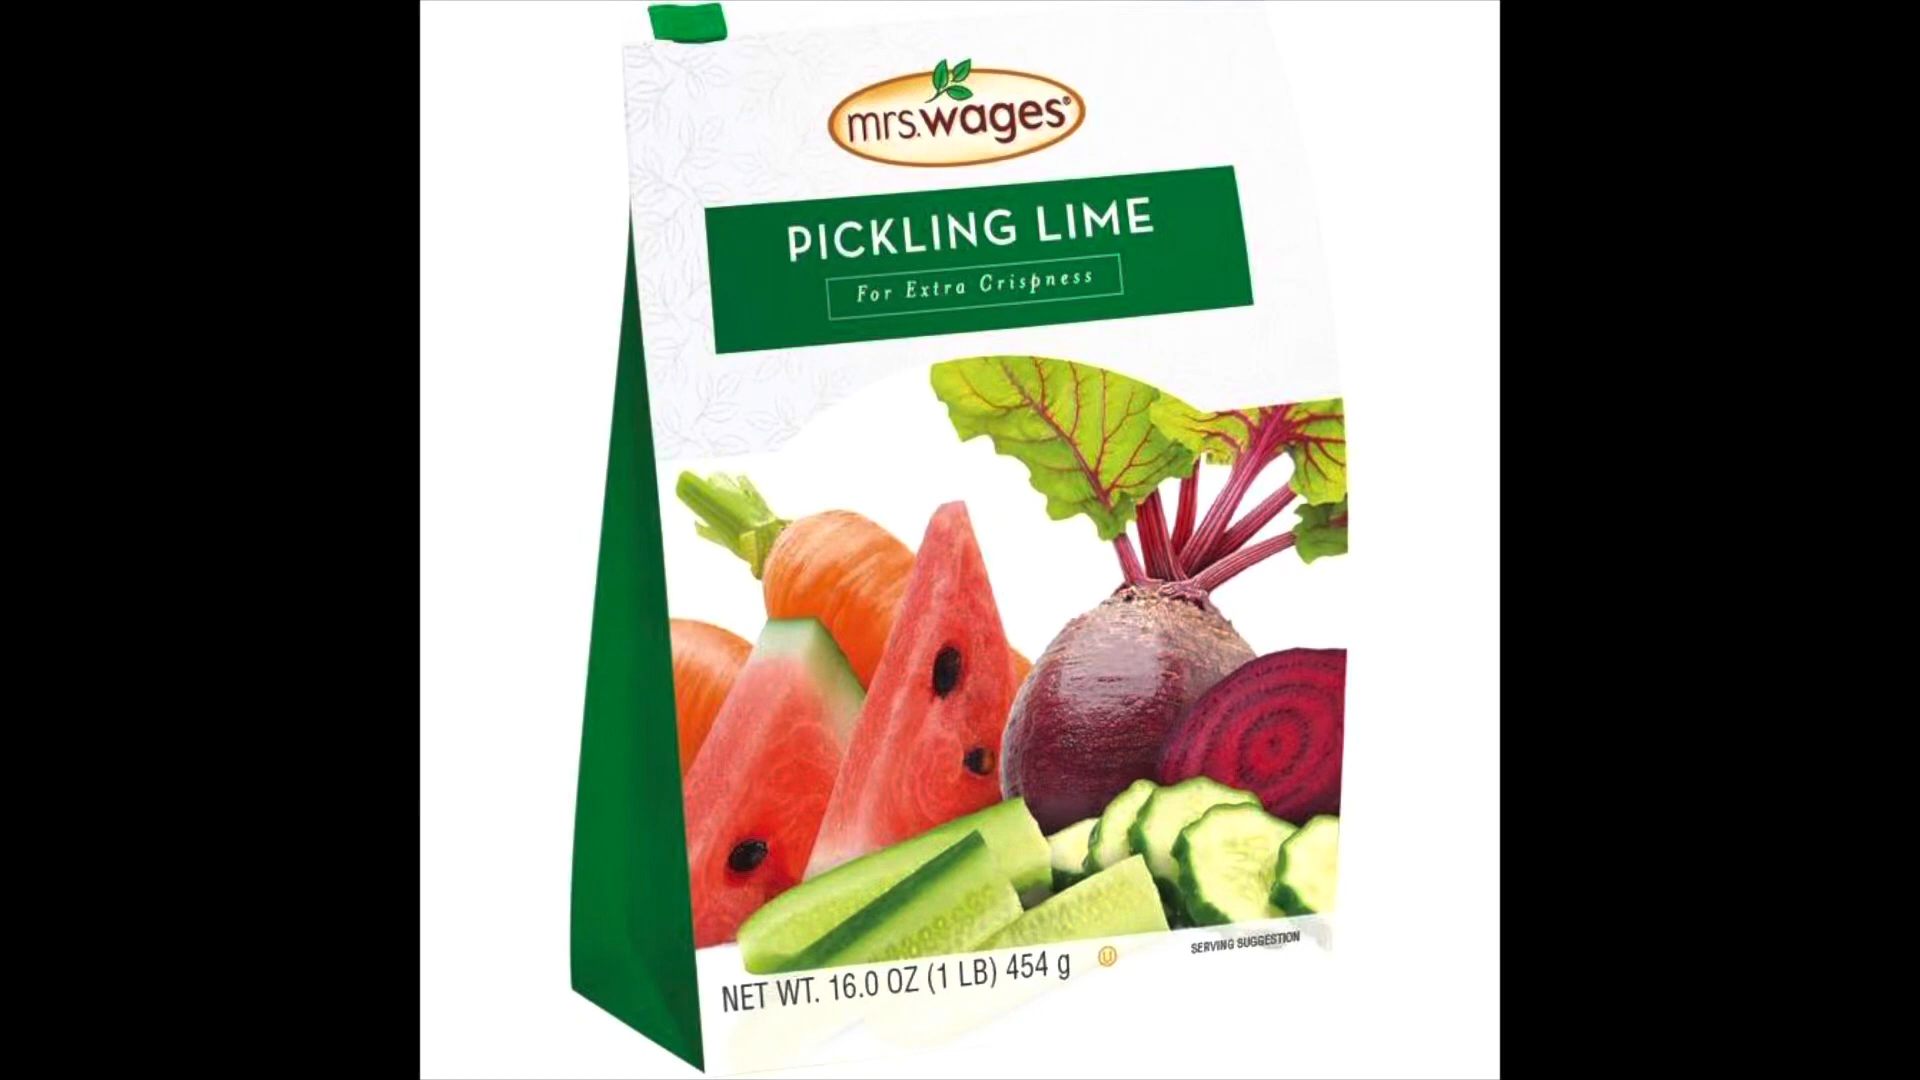 mrs.wages®
PICKLING LIME
For Extra Crispness
NET WT. 16.0 OZ (1 LB) 454 g
U
SERVING SUGGESTION